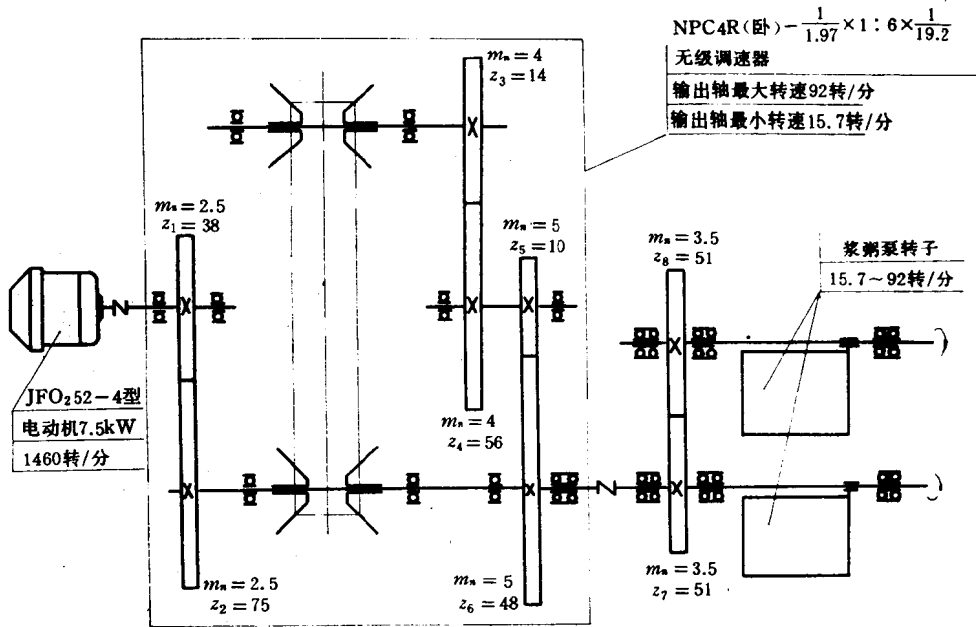 NPC4R(卧)-1/1.97×1:6×1/19.2
无级调速器
输出轴最大转速92转/分
输出轴最小转速15.7转/分
mₙ=4
z₃=14
mₙ=2.5
z₁=38
mₙ=5
z₅=10
mₙ=3.5
z₈=51
浆粥泵转子
15.7~92转/分
JFO₂52-4型
电动机7.5kW
1460转/分
mₙ=4
z₄=56
mₙ=2.5
z₂=75
mₙ=5
z₆=48
mₙ=3.5
z₇=51